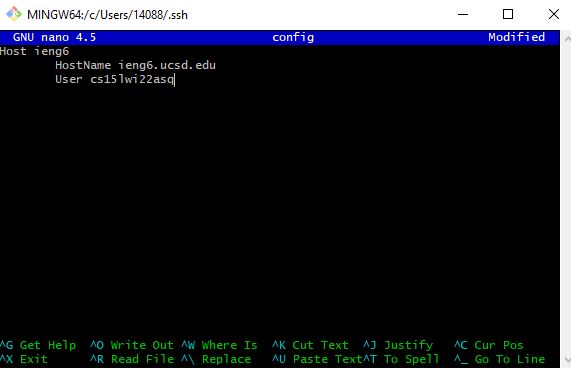 MINGW64:/c/Users/14088/.ssh
GNU nano 4.5 config Modified
Host ieng6
HostName ieng6.ucsd.edu
User cs15lwi22asq
^G Get Help ^O Write Out ^W Where Is ^K Cut Text ^J Justify ^C Cur Pos
^X Exit ^R Read File ^\ Replace ^U Paste Text^T To Spell ^_ Go To Line